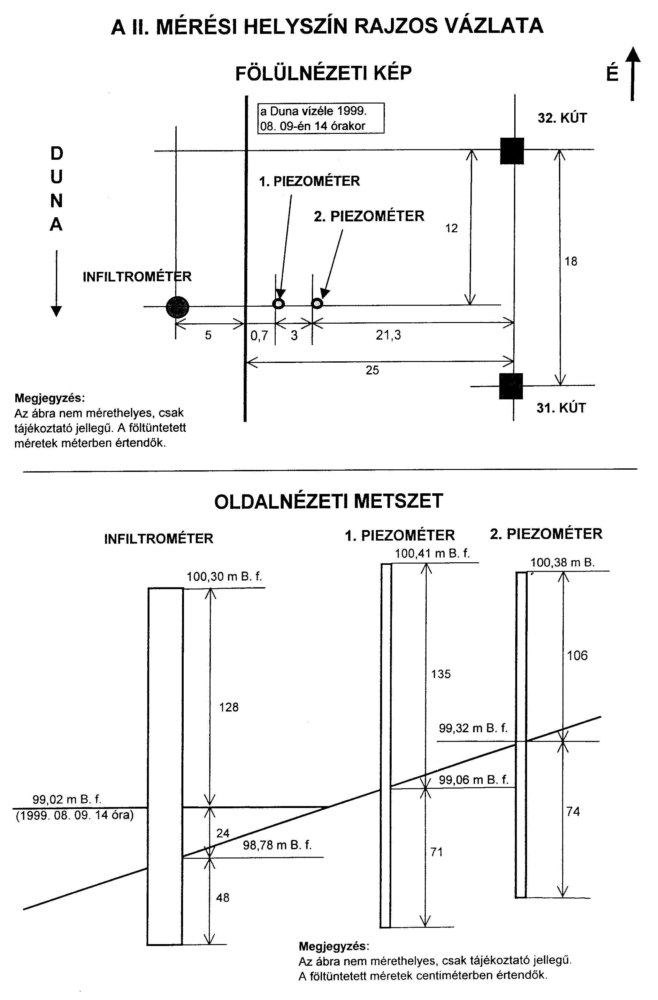 A II. MÉRÉSI HELYSZÍN RAJZOS VÁZLATA
FÖLÜLNÉZETI KÉP
É
a Duna vízéle 1999.
08. 09-én 14 órakor
32. KÚT
D
U
N
A
1. PIEZOMÉTER
2. PIEZOMÉTER
12
18
INFILTROMÉTER
5
0,7
3
21,3
25
31. KÚT
Megjegyzés:
Az ábra nem mérethelyes, csak
tájékoztató jellegű. A föltüntetett
méretek méterben értendők.
OLDALNÉZETI METSZET
INFILTROMÉTER
1. PIEZOMÉTER
2. PIEZOMÉTER
100,41 m B. f.
100,38 m B.
100,30 m B. f.
106
135
128
99,32 m B. f.
99,06 m B. f.
99,02 m B. f.
(1999. 08. 09. 14 óra)
74
24
98,78 m B. f.
71
48
Megjegyzés:
Az ábra nem mérethelyes, csak tájékoztató jellegű.
A föltüntetett méretek centiméterben értendők.